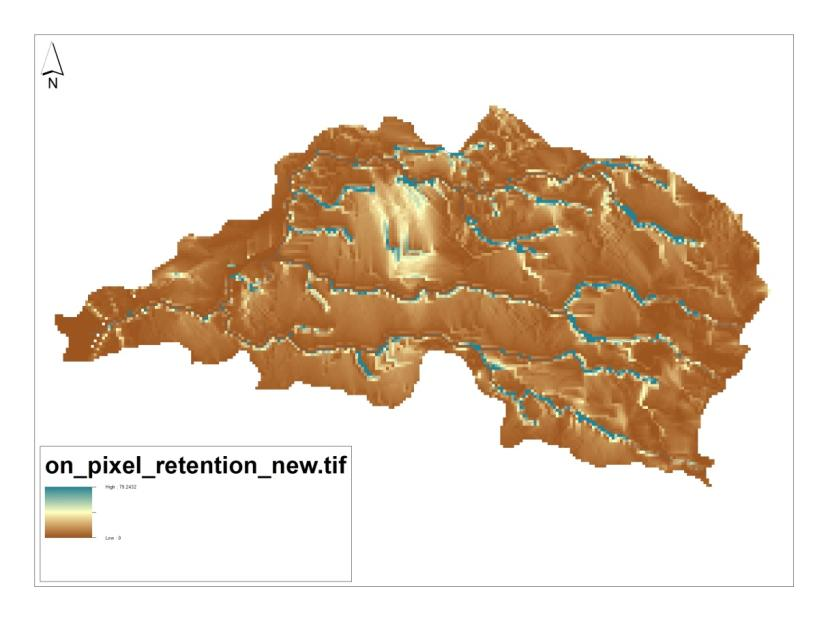 N
on_pixel_retention_new.tif
High : 79.2432
Low : 0